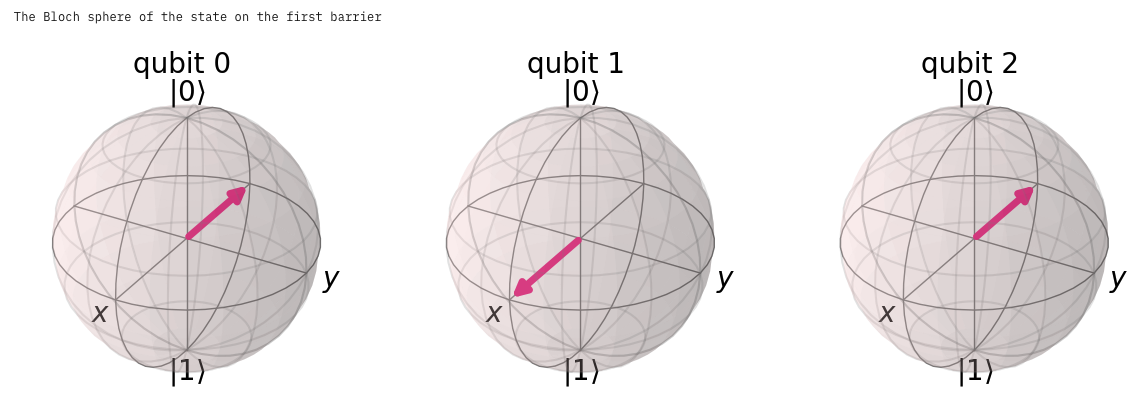 The Bloch sphere of the state on the first barrier
qubit 0 qubit 1 qubit 2
|0⟩ |0⟩ |0⟩
y y y
x x x
|1⟩ |1⟩ |1⟩